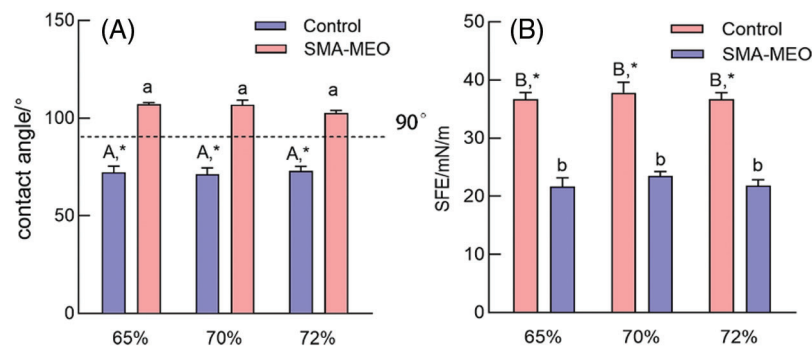 (A)
Control
SMA-MEO
contact angle/°
150
100
50
0
90°
a
a
a
A,*
A,*
A,*
65%
70%
72%
(B)
Control
SMA-MEO
SFE/mN/m
50
40
30
20
10
0
B,*
B,*
B,*
b
b
b
65%
70%
72%